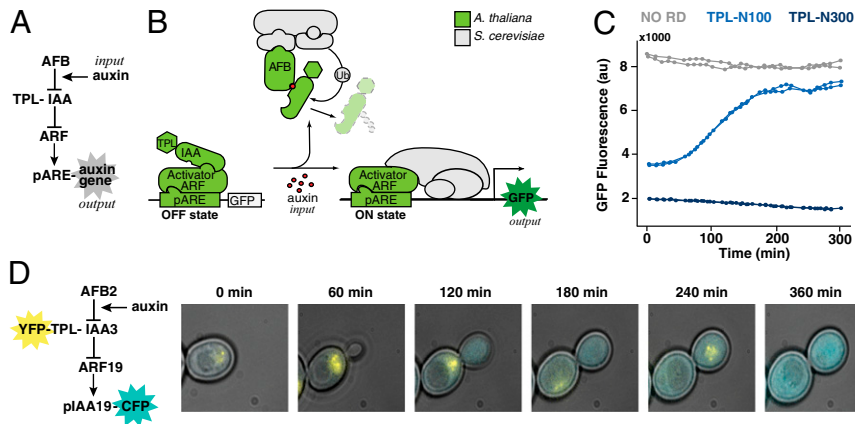 A
AFB
input
auxin
TPL- IAA
ARF
pARE-
auxin
gene
output
B
A. thaliana
S. cerevisiae
AFB
Ub
TPL
IAA
Activator
ARF
pARE
GFP
OFF state
auxin
input
Activator
ARF
pARE
ON state
GFP
output
C
NO RD TPL-N100 TPL-N300
x1000
GFP Fluorescence (au)
8
6
4
2
0 100 200 300
Time (min)
D
AFB2
auxin
YFP-TPL- IAA3
ARF19
pIAA19-CFP
0 min 60 min 120 min 180 min 240 min 360 min